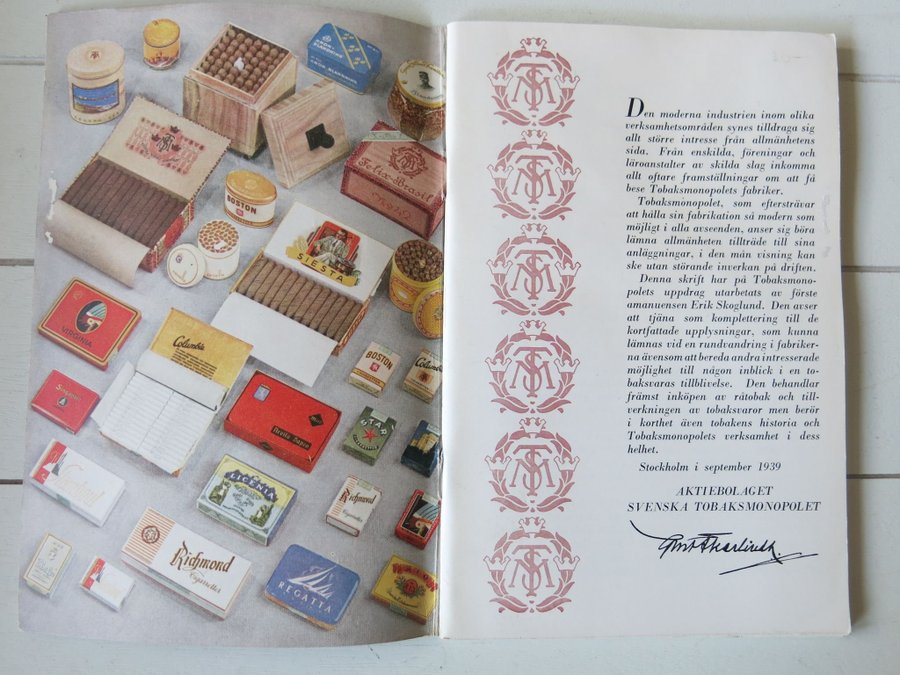 Felix Brasil
No 2
BOSTON
SIESTA
VIRGINIA
Columbia
BOSTON
Columbia
STAR
LICENIA
Richmond
Richmond
Cigarretter
REGATTA
Den moderna industrien inom olika
verksamhetsområden synes tilldraga sig
allt större intresse från allmänhetens
sida. Från enskilda, föreningar och
läroanstalter av skilda slag inkomma
allt oftare framställningar om att få
bese Tobaksmonopolets fabriker.
Tobaksmonopolet, som eftersträvar
att hålla sin fabrikation så modern som
möjligt i alla avseenden, anser sig böra
lämna allmänheten tillträde till sina
anläggningar, i den mån visning kan
ske utan störande inverkan på driften.
Denna skrift har på Tobaksmono-
polets uppdrag utarbetats av förste
amanuensen Erik Skoglund. Den avser
att tjäna som komplettering till de
kortfattade upplysningar, som kunna
lämnas vid en rundvandring i fabriker-
na ävensom att bereda andra intresserade
möjlighet till någon inblick i en to-
baksvaras tillblivelse. Den behandlar
främst inköpen av råtobak och till-
verkningen av tobaksvaror men berör
i korthet även tobakens historia och
Tobaksmonopolets verksamhet i dess
helhet.
Stockholm i september 1939
AKTIEBOLAGET
SVENSKA TOBAKSMONOPOLET